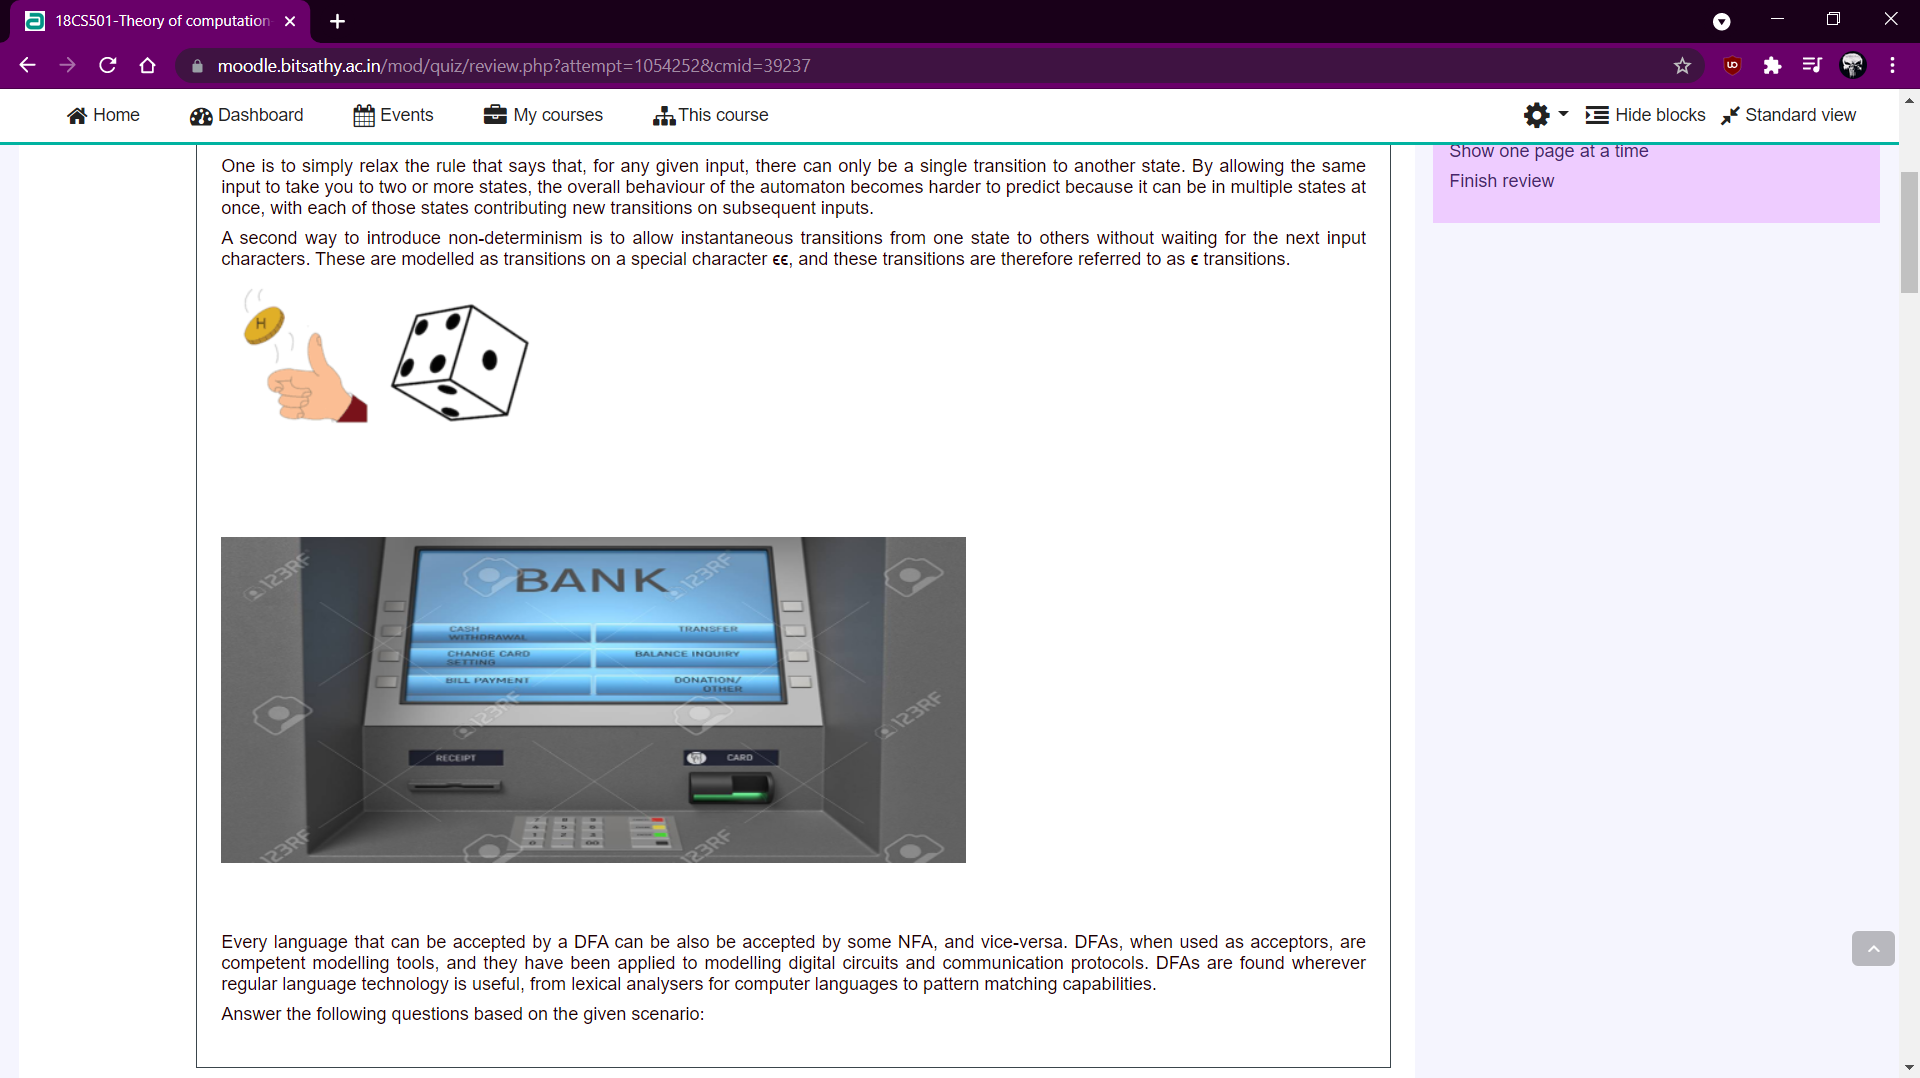 18CS501-Theory of computation
moodle.bitsathy.ac.in/mod/quiz/review.php?attempt=1054252&cmid=39237
Home Dashboard Events My courses This course Hide blocks Standard view
Show one page at a time
Finish review
One is to simply relax the rule that says that, for any given input, there can only be a single transition to another state. By allowing the same
input to take you to two or more states, the overall behaviour of the automaton becomes harder to predict because it can be in multiple states at
once, with each of those states contributing new transitions on subsequent inputs.
A second way to introduce non-determinism is to allow instantaneous transitions from one state to others without waiting for the next input
characters. These are modelled as transitions on a special character ϵϵ, and these transitions are therefore referred to as ϵ transitions.
H
BANK
CASH
WITHDRAWAL
TRANSFER
CHANGE CARD
SETTING
BALANCE INQUIRY
BILL PAYMENT
DONATION/
OTHER
RECEIPT
CARD
123RF
123RF
123RF
123RF
123RF
123RF
Every language that can be accepted by a DFA can be also be accepted by some NFA, and vice-versa. DFAs, when used as acceptors, are
competent modelling tools, and they have been applied to modelling digital circuits and communication protocols. DFAs are found wherever
regular language technology is useful, from lexical analysers for computer languages to pattern matching capabilities.
Answer the following questions based on the given scenario: